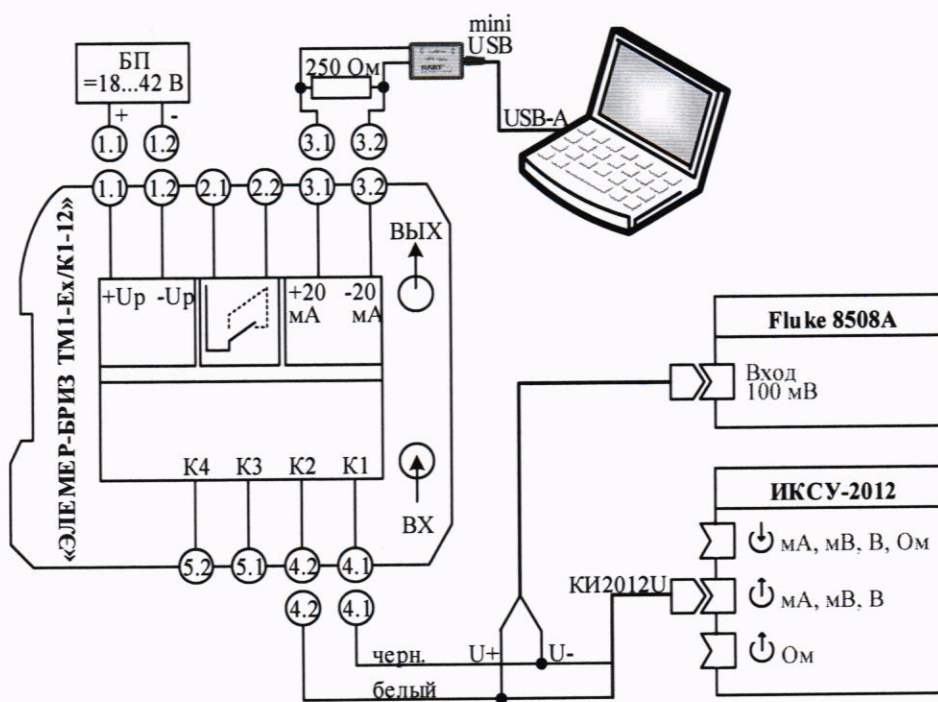 БП
=18...42 В
+
-
1.1
1.2
250 Ом
3.1
3.2
mini
USB
USB-A
1.1
1.2
2.1
2.2
3.1
3.2
«ЭЛЕМЕР-БРИЗ ТМ1-Ex/К1-12»
ВЫХ
+Up
-Up
+20
мА
-20
мА
К4
К3
К2
К1
ВХ
5.2
5.1
4.2
4.1
4.2
4.1
черн.
белый
U+
U-
Fluke 8508A
Вход
100 мВ
ИКСУ-2012
мА, мВ, В, Ом
КИ2012U
мА, мВ, В
Ом